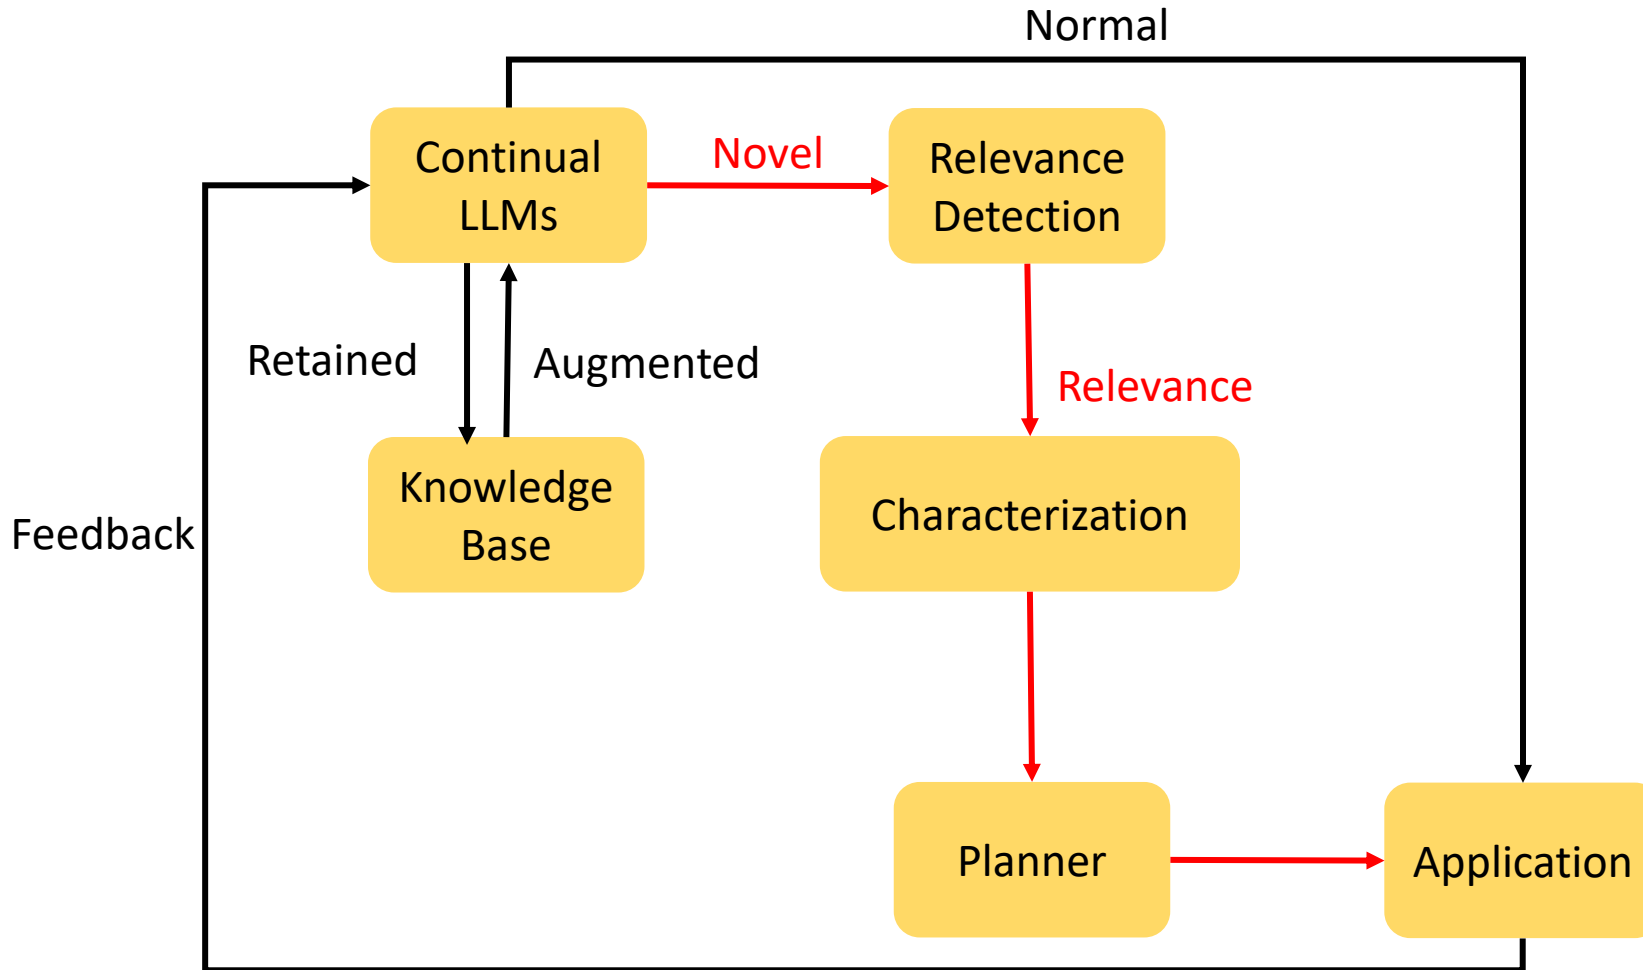 Normal
Continual
LLMs
Novel
Relevance
Detection
Retained
Augmented
Relevance
Knowledge
Base
Characterization
Feedback
Planner
Application